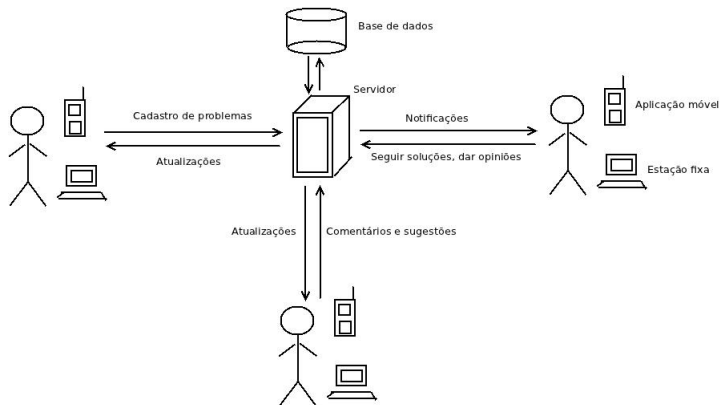 Base de dados
Servidor
Cadastro de problemas
Notificações
Aplicação móvel
Atualizações
Seguir soluções, dar opiniões
Estação fixa
Atualizações
Comentários e sugestões